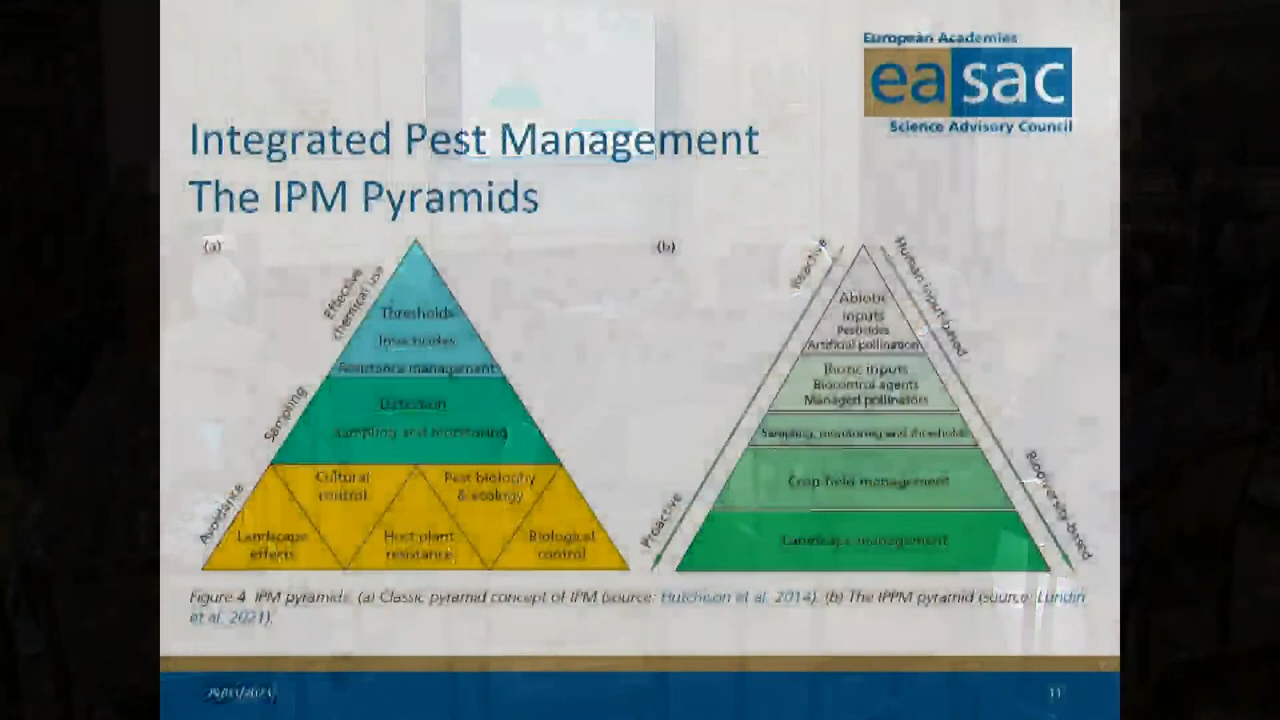 European Academies
easac
Science Advisory Council
Integrated Pest Management
The IPM Pyramids
(a)
Effective
chemical use
Thresholds
Insecticides
Resistance management
Sampling
Detection
Sampling and monitoring
Avoidance
Cultural
control
Pest biology
& ecology
Landscape
effects
Host plant
resistance
Biological
control
(b)
Reactive
Human input-based
Abiotic
inputs
Pesticides
Artificial pollination
Biotic inputs
Biocontrol agents
Managed pollinators
Sampling, monitoring and thresholds
Crop field management
Landscape management
Proactive
Biodiversity-based
Figure 4 IPM pyramids. (a) Classic pyramid concept of IPM (source: Hutchison et al. 2014). (b) The IPPM pyramid (source: Lundin
et al. 2021).
11